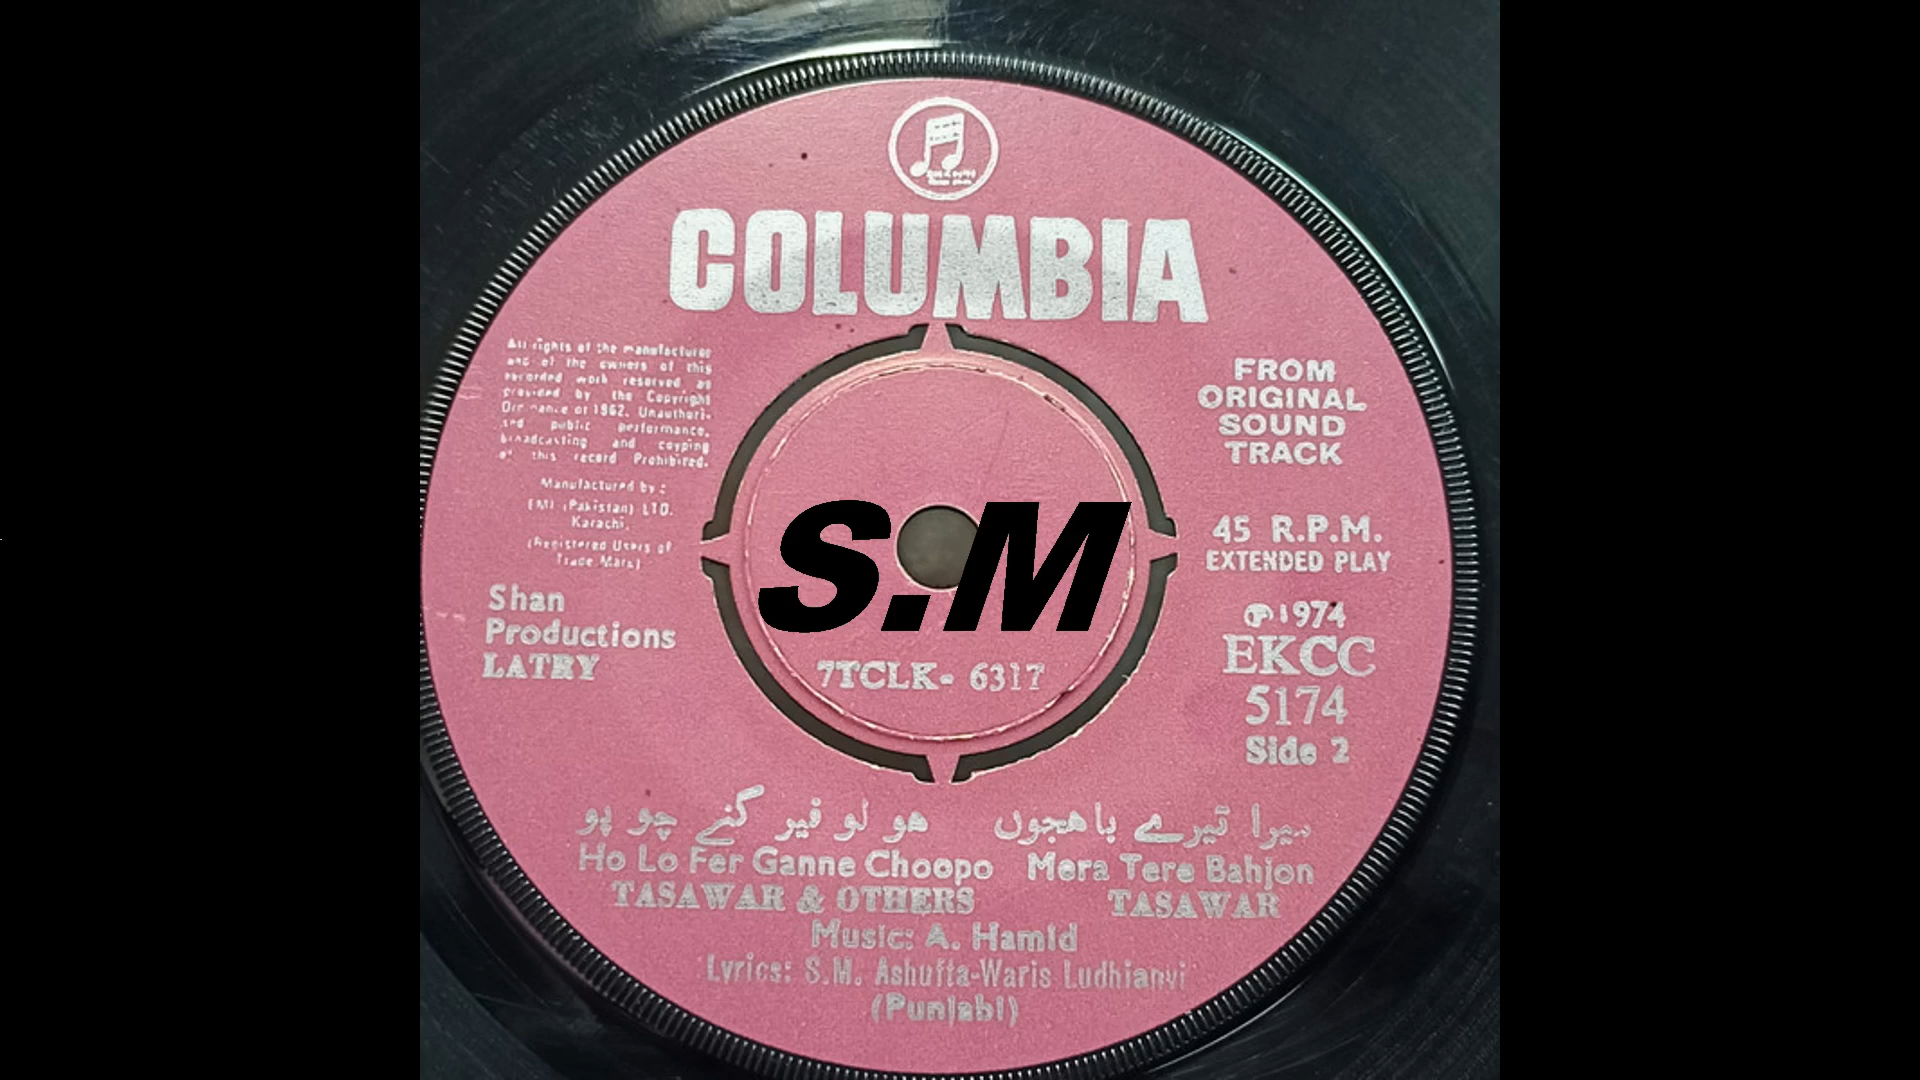 COLUMBIA
All rights of the manufacturer
and of the owners of this
recorded work reserved as
provided by the Copyright
Ordinance of 1962. Unauthori-
sed public performance,
broadcasting and coyping
of this record Prohibited.
Manufactured by :
EMI (Pakistan) LTD.
Karachi.
(Registered Users of
Trade Mark)
Shan
Productions
LATRY
FROM
ORIGINAL
SOUND
TRACK
45 R.P.M.
EXTENDED PLAY
℗ 1974
EKCC
5174
Side 2
S.M
7TCLK- 6317
میرا تیرے باہجوں
ہو لو فیر گنے چو پو
Ho Lo Fer Ganne Choopo
TASAWAR & OTHERS
Mera Tere Bahjon
TASAWAR
Music: A. Hamid
Lyrics: S.M. Ashufta-Waris Ludhianvi
(Punjabi)